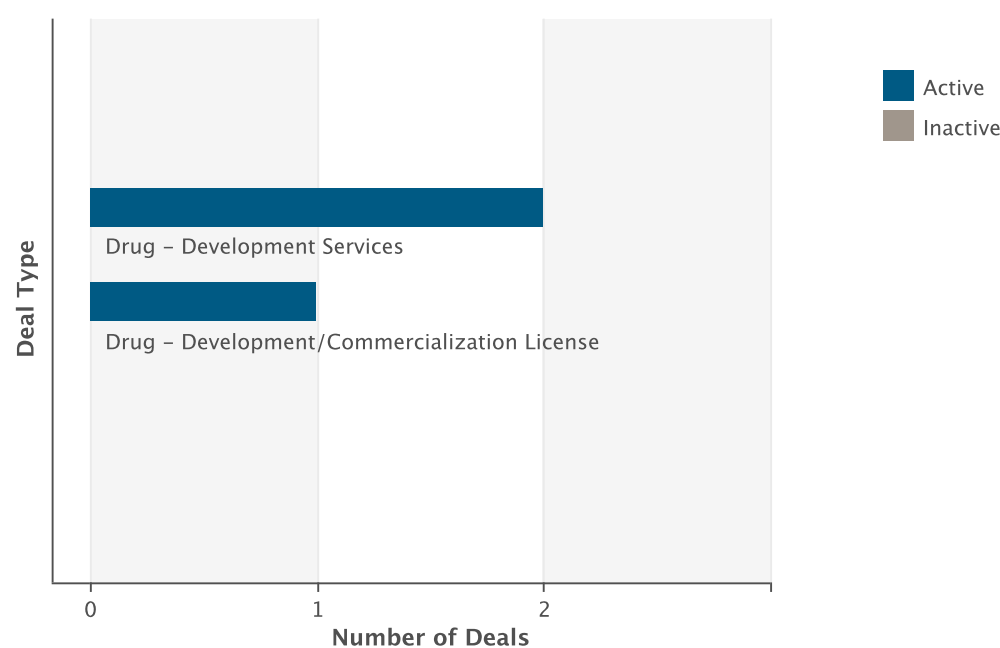 Active
Inactive
Drug – Development Services
Drug – Development/Commercialization License
Deal Type
0 1 2
Number of Deals